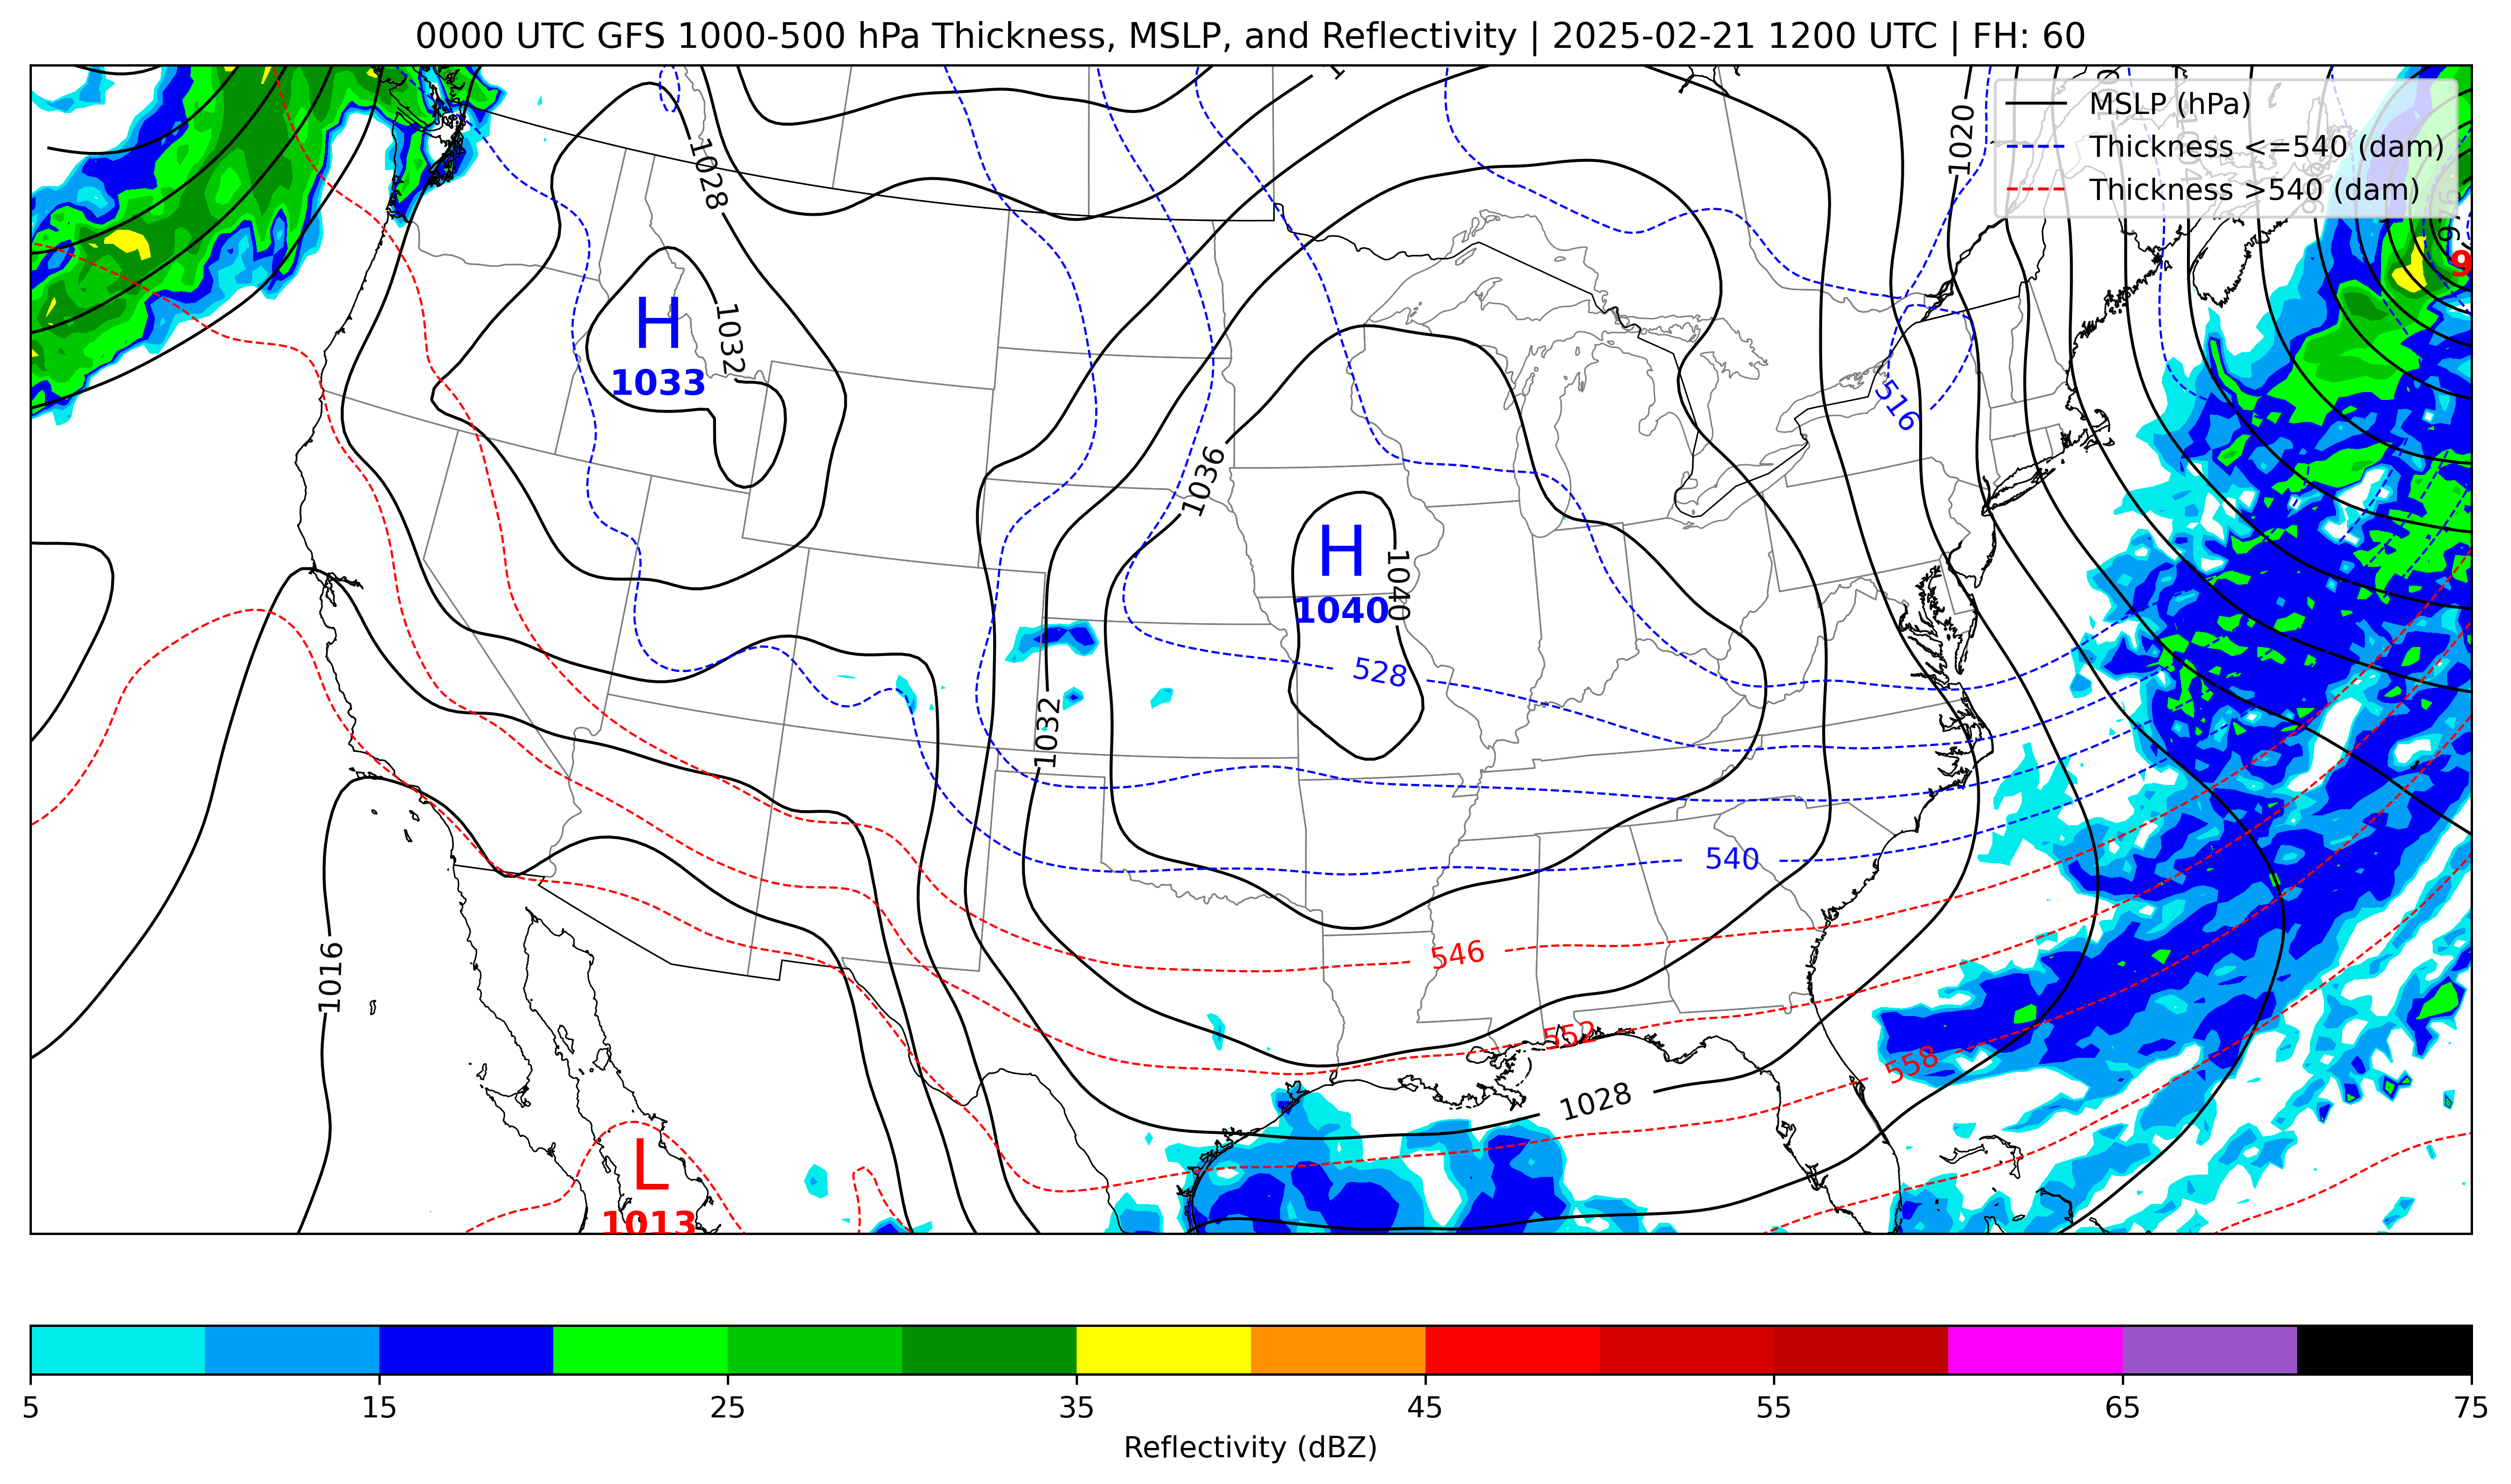 0000 UTC GFS 1000-500 hPa Thickness, MSLP, and Reflectivity | 2025-02-21 1200 UTC | FH: 60
MSLP (hPa)
Thickness <=540 (dam)
Thickness >540 (dam)
1020
1028
H
1033
1032
516
1036
H
1040
1040
528
1032
540
546
1016
552
558
1028
L
1013
5 15 25 35 45 55 65 75
Reflectivity (dBZ)